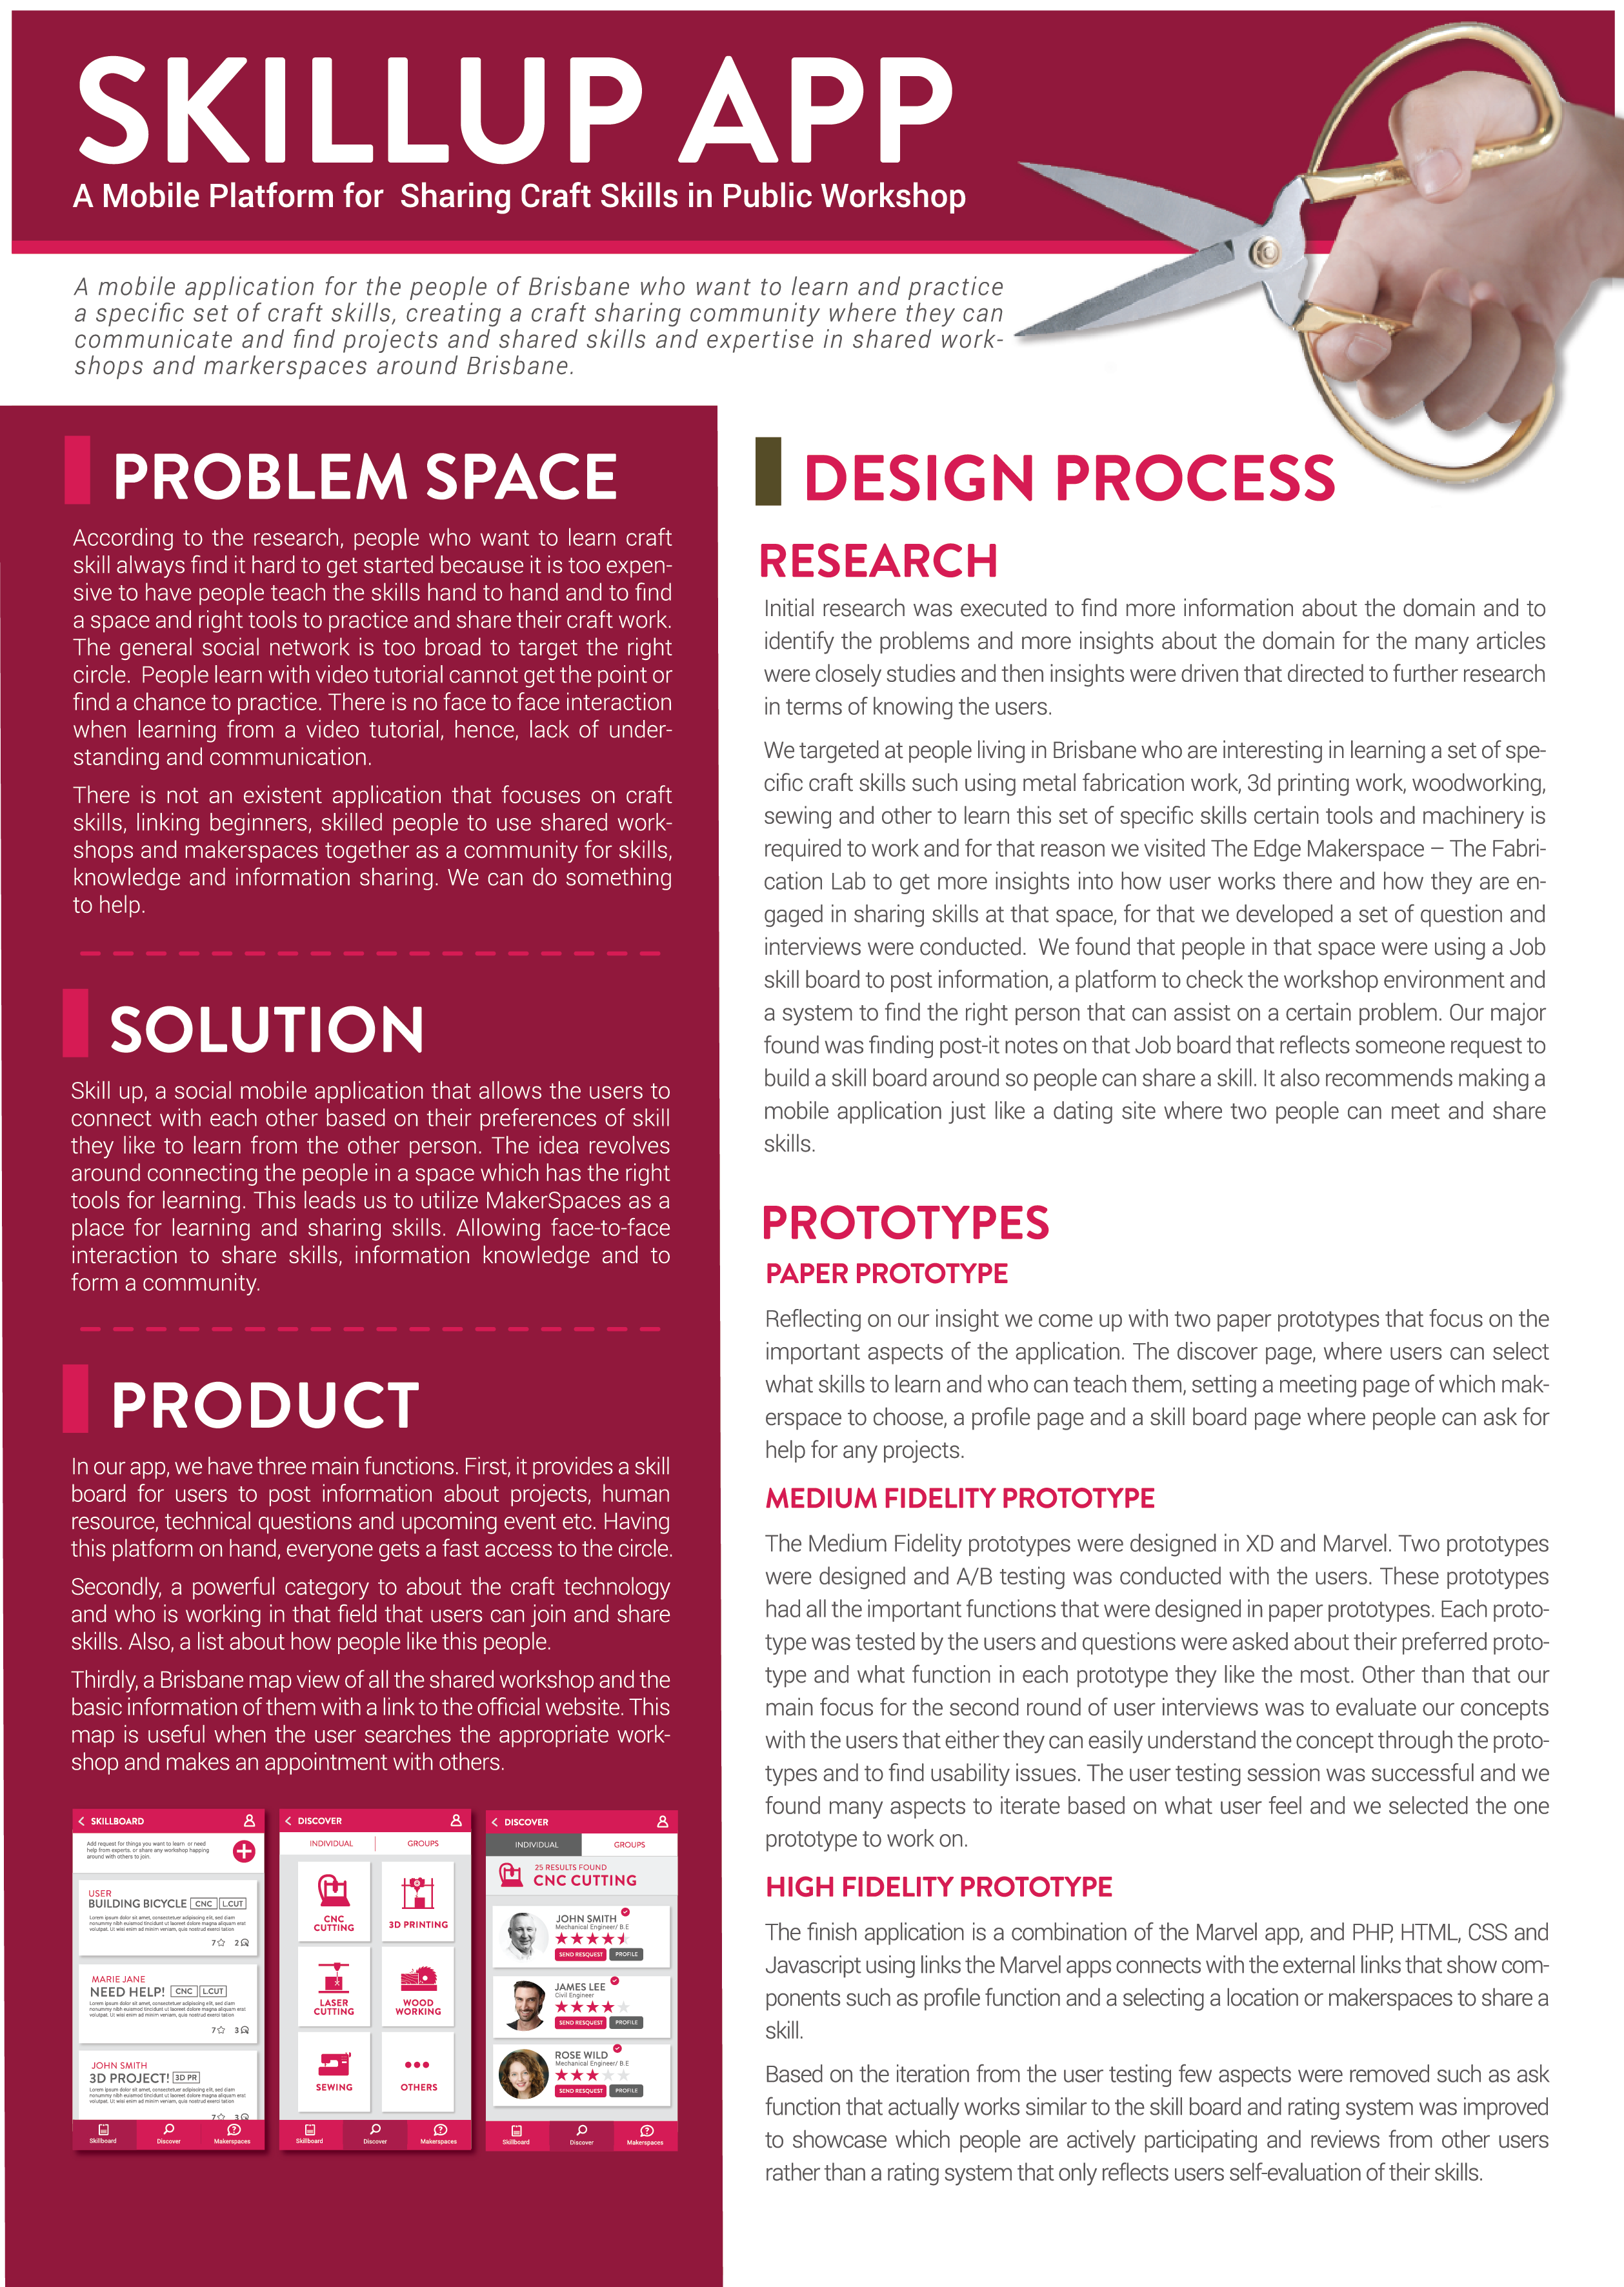 SKILLUP APP
A Mobile Platform for Sharing Craft Skills in Public Workshop
A mobile application for the people of Brisbane who want to learn and practice
a specific set of craft skills, creating a craft sharing community where they can
communicate and find projects and shared skills and expertise in shared work-
shops and markerspaces around Brisbane.
PROBLEM SPACE
According to the research, people who want to learn craft
skill always find it hard to get started because it is too expen-
sive to have people teach the skills hand to hand and to find
a space and right tools to practice and share their craft work.
The general social network is too broad to target the right
circle. People learn with video tutorial cannot get the point or
find a chance to practice. There is no face to face interaction
when learning from a video tutorial, hence, lack of under-
standing and communication.
There is not an existent application that focuses on craft
skills, linking beginners, skilled people to use shared work-
shops and makerspaces together as a community for skills,
knowledge and information sharing. We can do something
to help.
SOLUTION
Skill up, a social mobile application that allows the users to
connect with each other based on their preferences of skill
they like to learn from the other person. The idea revolves
around connecting the people in a space which has the right
tools for learning. This leads us to utilize MakerSpaces as a
place for learning and sharing skills. Allowing face-to-face
interaction to share skills, information knowledge and to
form a community.
PRODUCT
In our app, we have three main functions. First, it provides a skill
board for users to post information about projects, human
resource, technical questions and upcoming event etc. Having
this platform on hand, everyone gets a fast access to the circle.
Secondly, a powerful category to about the craft technology
and who is working in that field that users can join and share
skills. Also, a list about how people like this people.
Thirdly, a Brisbane map view of all the shared workshop and the
basic information of them with a link to the official website. This
map is useful when the user searches the appropriate work-
shop and makes an appointment with others.
SKILLBOARD
Add request for things you want to learn or need
help from experts. or share any workshop happing
around with others to join.
USER
BUILDING BICYCLE CNC L.CUT
Lorem ipsum dolor sit amet, consectetuer adipiscing elit, sed diam
nonummy nibh euismod tincidunt ut laoreet dolore magna aliquam erat
volutpat. Ut wisi enim ad minim veniam, quis nostrud exerci tation
7 2
MARIE JANE
NEED HELP! CNC L.CUT
Lorem ipsum dolor sit amet, consectetuer adipiscing elit, sed diam
nonummy nibh euismod tincidunt ut laoreet dolore magna aliquam erat
volutpat. Ut wisi enim ad minim veniam, quis nostrud exerci tation
7 3
JOHN SMITH
3D PROJECT! 3D PR
Lorem ipsum dolor sit amet, consectetuer adipiscing elit, sed diam
nonummy nibh euismod tincidunt ut laoreet dolore magna aliquam erat
volutpat. Ut wisi enim ad minim veniam, quis nostrud exerci tation
7 3
Skillboard Discover Makerspaces
DISCOVER
INDIVIDUAL GROUPS
CNC
CUTTING
3D PRINTING
LASER
CUTTING
WOOD
WORKING
SEWING
OTHERS
Skillboard Discover Makerspaces
DISCOVER
INDIVIDUAL GROUPS
25 RESULTS FOUND
CNC CUTTING
JOHN SMITH
Mechanical Engineer/ B.E
SEND RESQUEST PROFILE
JAMES LEE
Civil Engineer
SEND RESQUEST PROFILE
ROSE WILD
Mechanical Engineer/ B.E
SEND RESQUEST PROFILE
Skillboard Discover Makerspaces
DESIGN PROCESS
RESEARCH
Initial research was executed to find more information about the domain and to
identify the problems and more insights about the domain for the many articles
were closely studies and then insights were driven that directed to further research
in terms of knowing the users.
We targeted at people living in Brisbane who are interesting in learning a set of spe-
cific craft skills such using metal fabrication work, 3d printing work, woodworking,
sewing and other to learn this set of specific skills certain tools and machinery is
required to work and for that reason we visited The Edge Makerspace – The Fabri-
cation Lab to get more insights into how user works there and how they are en-
gaged in sharing skills at that space, for that we developed a set of question and
interviews were conducted. We found that people in that space were using a Job
skill board to post information, a platform to check the workshop environment and
a system to find the right person that can assist on a certain problem. Our major
found was finding post-it notes on that Job board that reflects someone request to
build a skill board around so people can share a skill. It also recommends making a
mobile application just like a dating site where two people can meet and share
skills.
PROTOTYPES
PAPER PROTOTYPE
Reflecting on our insight we come up with two paper prototypes that focus on the
important aspects of the application. The discover page, where users can select
what skills to learn and who can teach them, setting a meeting page of which mak-
erspace to choose, a profile page and a skill board page where people can ask for
help for any projects.
MEDIUM FIDELITY PROTOTYPE
The Medium Fidelity prototypes were designed in XD and Marvel. Two prototypes
were designed and A/B testing was conducted with the users. These prototypes
had all the important functions that were designed in paper prototypes. Each proto-
type was tested by the users and questions were asked about their preferred proto-
type and what function in each prototype they like the most. Other than that our
main focus for the second round of user interviews was to evaluate our concepts
with the users that either they can easily understand the concept through the proto-
types and to find usability issues. The user testing session was successful and we
found many aspects to iterate based on what user feel and we selected the one
prototype to work on.
HIGH FIDELITY PROTOTYPE
The finish application is a combination of the Marvel app, and PHP, HTML, CSS and
Javascript using links the Marvel apps connects with the external links that show com-
ponents such as profile function and a selecting a location or makerspaces to share a
skill.
Based on the iteration from the user testing few aspects were removed such as ask
function that actually works similar to the skill board and rating system was improved
to showcase which people are actively participating and reviews from other users
rather than a rating system that only reflects users self-evaluation of their skills.